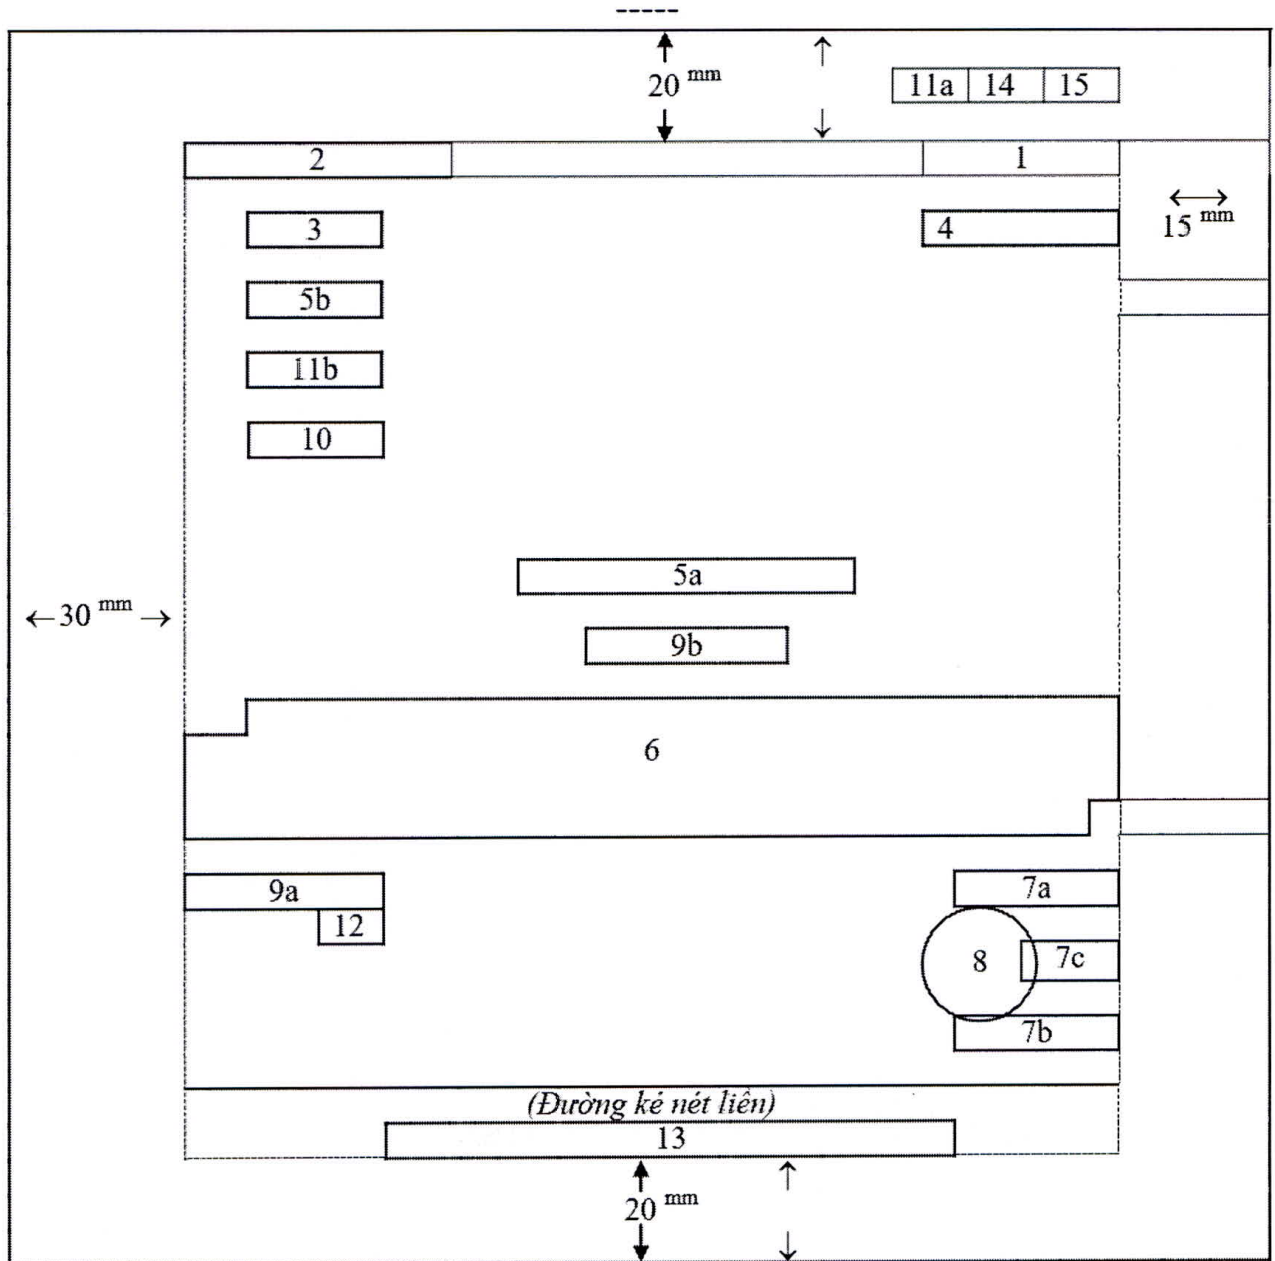 -----
20 mm
11a 14 15
2 1
3 4 15 mm
5b
11b
10
5a
←30 mm→ 9b
6
9a 7a
12
8 7c
7b
(Đường kẻ nét liền)
13
20 mm